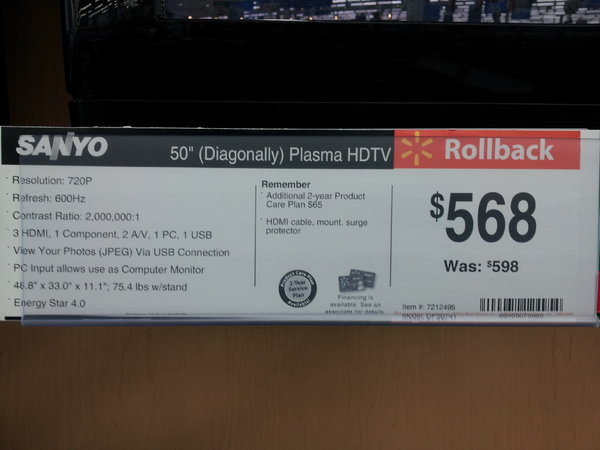 SANYO 50" (Diagonally) Plasma HDTV Rollback
Resolution: 720P
Refresh: 600Hz
Contrast Ratio: 2,000,000:1
3 HDMI, 1 Component, 2 A/V, 1 PC, 1 USB
View Your Photos (JPEG) Via USB Connection
PC Input allows use as Computer Monitor
48.8" x 33.0" x 11.1"; 75.4 lbs w/stand
Energy Star 4.0
Remember
Additional 2-year Product
Care Plan $65
HDMI cable, mount, surge
protector
Product Care Plan
2-Year
Service
Plan
Available
Financing is
available. See an
associate for details.
$568
Was: $598
Item #: 7212495